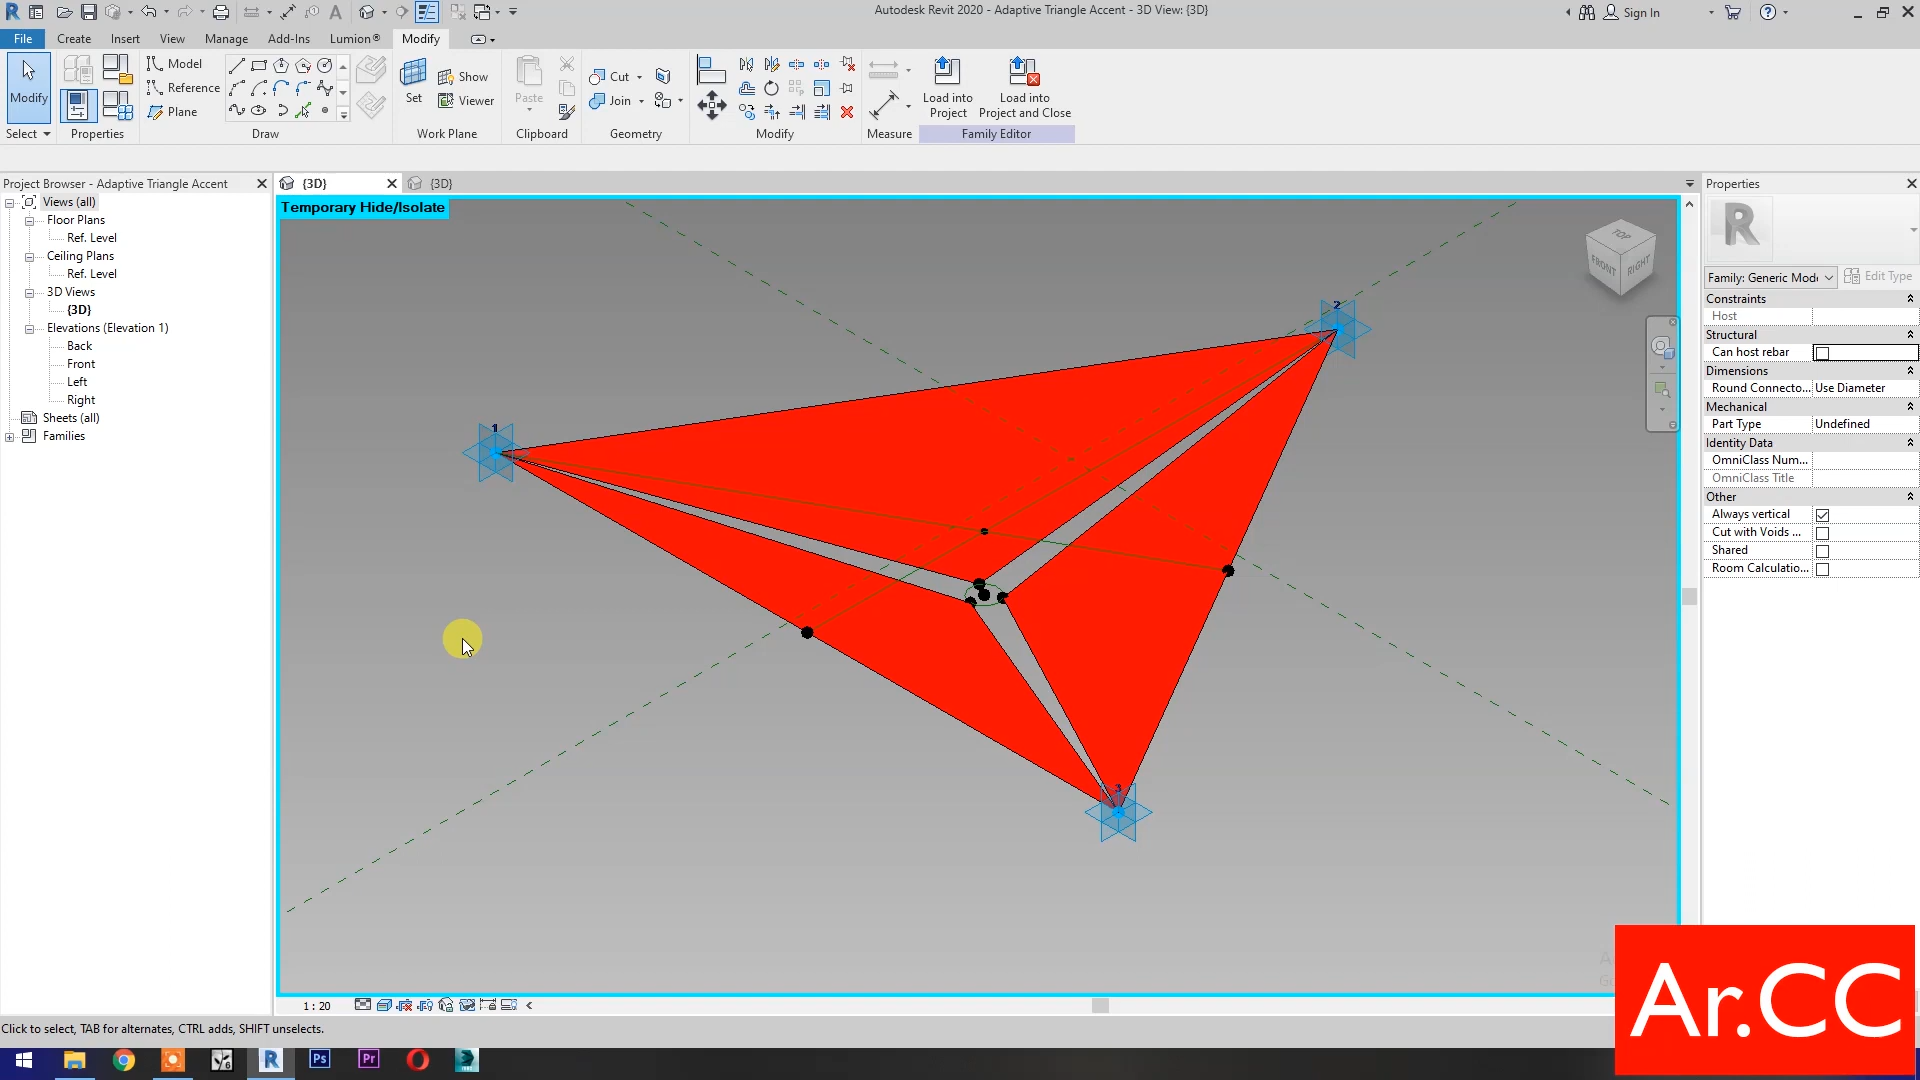 Autodesk Revit 2020 - Adaptive Triangle Accent - 3D View: {3D}
Sign In
File Create Insert View Manage Add-Ins Lumion® Modify
Modify
Select
Properties
Model
Reference
Plane
Draw
Set
Show
Viewer
Work Plane
Paste
Clipboard
Cut
Join
Geometry
Modify
Measure
Load into
Project
Load into
Project and Close
Family Editor
Project Browser - Adaptive Triangle Accent
Views (all)
Floor Plans
Ref. Level
Ceiling Plans
Ref. Level
3D Views
{3D}
Elevations (Elevation 1)
Back
Front
Left
Right
Sheets (all)
Families
{3D}
{3D}
Temporary Hide/Isolate
TOP
FRONT
RIGHT
1
2
3
Properties
Family: Generic Mode
Edit Type
Constraints
Host
Structural
Can host rebar
Dimensions
Round Connecto... Use Diameter
Mechanical
Part Type Undefined
Identity Data
OmniClass Num...
OmniClass Title
Other
Always vertical
Cut with Voids ...
Shared
Room Calculatio...
1 : 20
Click to select, TAB for alternates, CTRL adds, SHIFT unselects.
Ps
Pr
Ar.CC